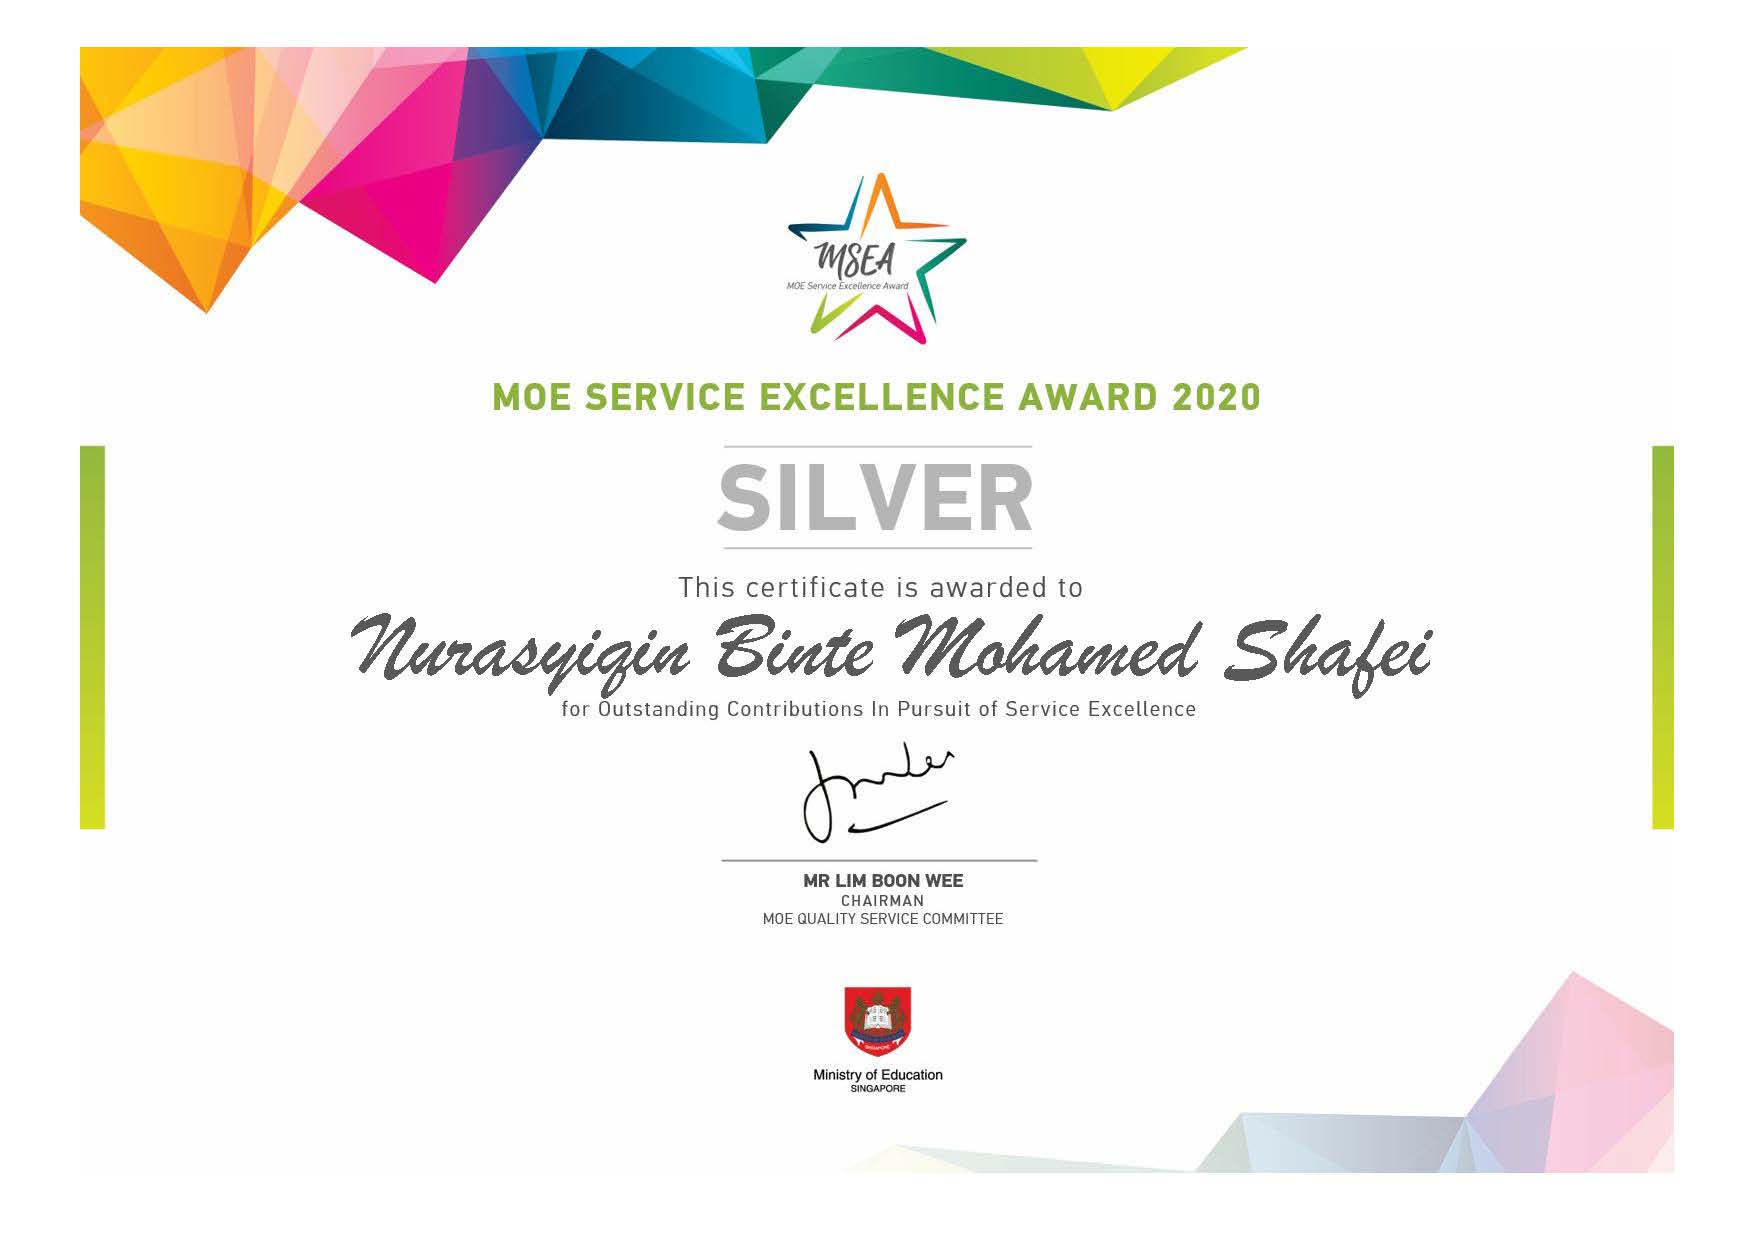 MSEA
MOE Service Excellence Award
MOE SERVICE EXCELLENCE AWARD 2020
SILVER
This certificate is awarded to
Nurasyiqin Binte Mohamed Shafei
for Outstanding Contributions In Pursuit of Service Excellence
MR LIM BOON WEE
CHAIRMAN
MOE QUALITY SERVICE COMMITTEE
SINGAPORE
Ministry of Education
SINGAPORE